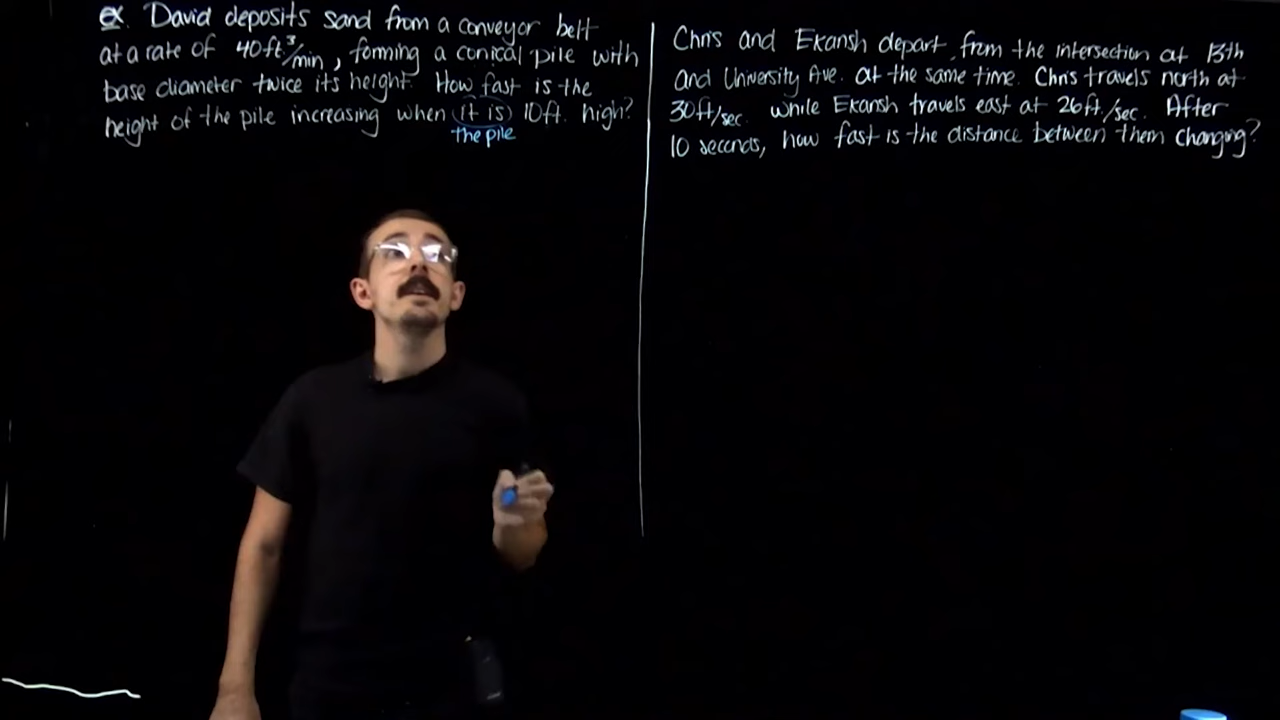 ex. David deposits sand from a conveyor belt
at a rate of 40ft³/min, forming a conical pile with
base diameter twice its height. How fast is the
height of the pile increasing when (it is) 10ft. high?
the pile
Chris and Ekansh depart from the intersection at 13th
and University Ave. at the same time. Chris travels north at
30ft/sec. while Ekansh travels east at 26ft./sec. After
10 seconds, how fast is the distance between them changing?